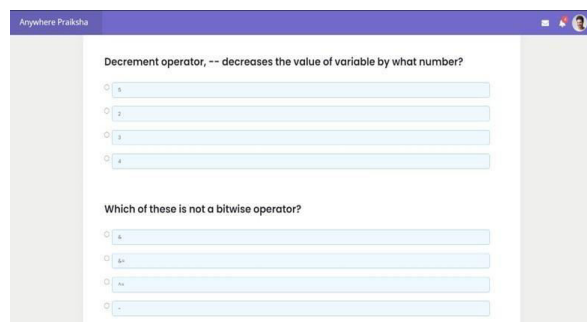 Anywhere Praiksha
Decrement operator, -- decreases the value of variable by what number?
2
3
4
Which of these is not a bitwise operator?
&